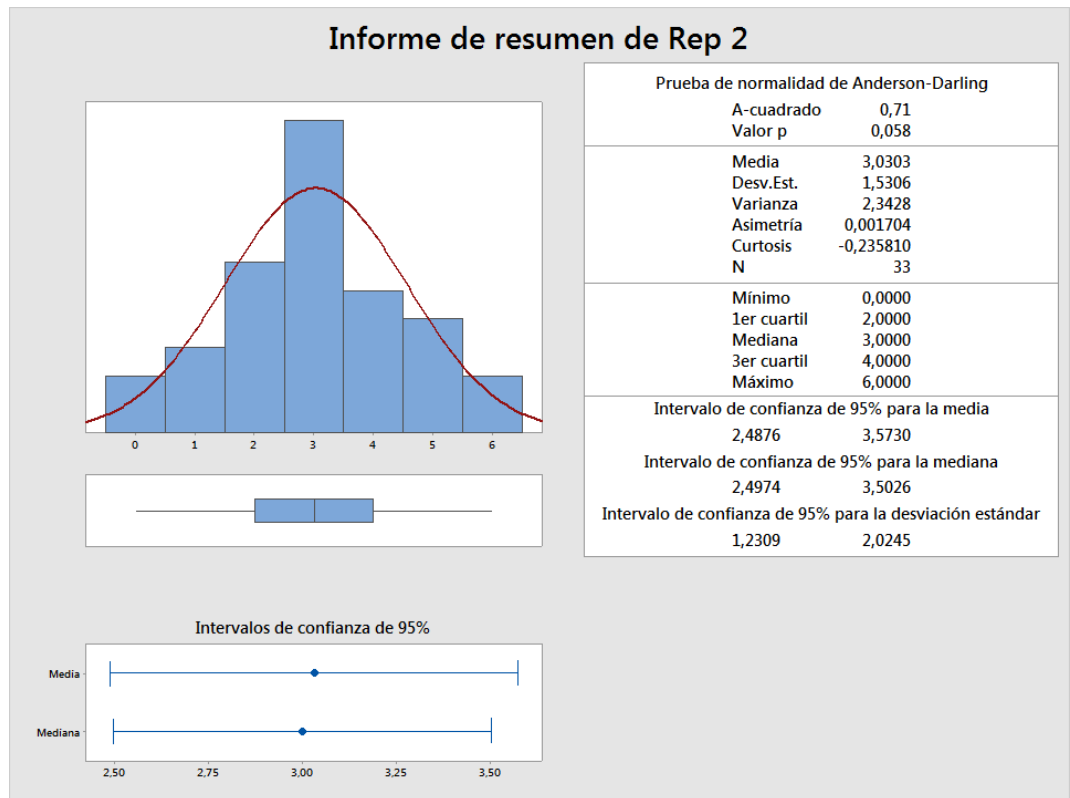 Informe de resumen de Rep 2
Prueba de normalidad de Anderson-Darling
A-cuadrado 0,71
Valor p 0,058
Media 3,0303
Desv.Est. 1,5306
Varianza 2,3428
Asimetría 0,001704
Curtosis -0,235810
N 33
Mínimo 0,0000
1er cuartil 2,0000
Mediana 3,0000
3er cuartil 4,0000
Máximo 6,0000
Intervalo de confianza de 95% para la media
2,4876 3,5730
Intervalo de confianza de 95% para la mediana
2,4974 3,5026
Intervalo de confianza de 95% para la desviación estándar
1,2309 2,0245
0 1 2 3 4 5 6
Intervalos de confianza de 95%
Media
Mediana
2,50 2,75 3,00 3,25 3,50